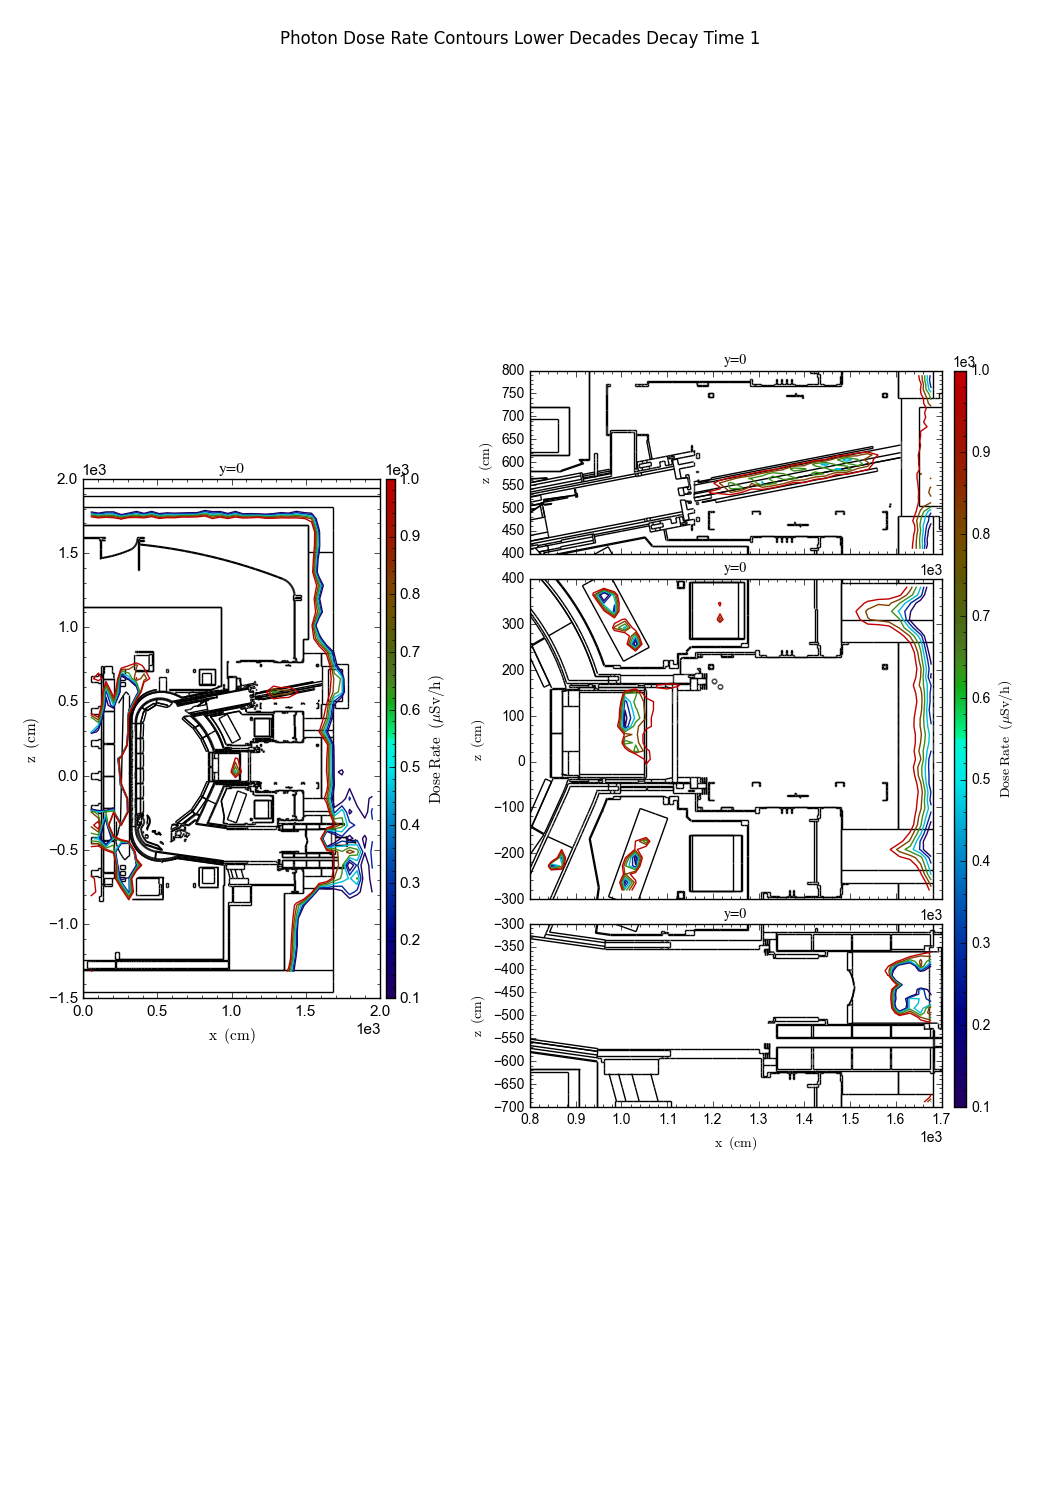 Photon Dose Rate Contours Lower Decades Decay Time 1
y=0
1e3
800
750
700
650
600
550
500
450
400
z (cm)
1e3
y=0
1e3
2.0
1.5
1.0
0.5
0.0
−0.5
−1.0
−1.5
z (cm)
0.0 0.5 1.0 1.5 2.0
1e3
x (cm)
1.0
0.9
0.8
0.7
0.6
0.5
0.4
0.3
0.2
0.1
Dose Rate (μSv/h)
y=0
1e3
400
300
200
100
0
−100
−200
−300
z (cm)
y=0
1e3
−300
−350
−400
−450
−500
−550
−600
−650
−700
z (cm)
0.8 0.9 1.0 1.1 1.2 1.3 1.4 1.5 1.6 1.7
1e3
x (cm)
1.0
0.9
0.8
0.7
0.6
0.5
0.4
0.3
0.2
0.1
Dose Rate (μSv/h)